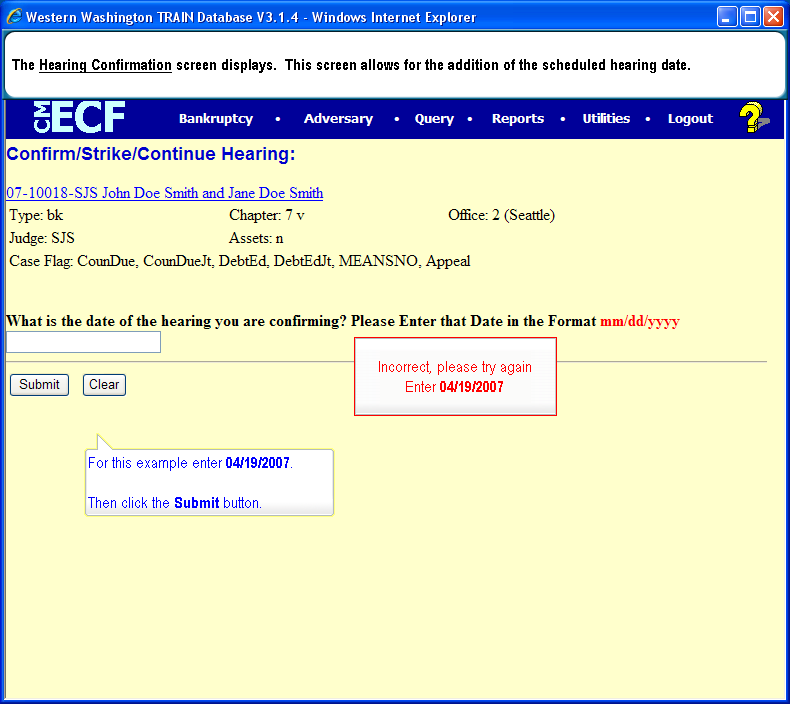 Western Washington TRAIN Database V3.1.4 - Windows Internet Explorer
The Hearing Confirmation screen displays.  This screen allows for the addition of the scheduled hearing date.
CM ECF Bankruptcy • Adversary • Query • Reports • Utilities • Logout ?
Confirm/Strike/Continue Hearing:
07-10018-SJS John Doe Smith and Jane Doe Smith
Type: bk Chapter: 7 v Office: 2 (Seattle)
Judge: SJS Assets: n
Case Flag: CounDue, CounDueJt, DebtEd, DebtEdJt, MEANSNO, Appeal
What is the date of the hearing you are confirming? Please Enter that Date in the Format mm/dd/yyyy
Incorrect, please try again
Enter 04/19/2007
Submit Clear
For this example enter 04/19/2007.
Then click the Submit button.